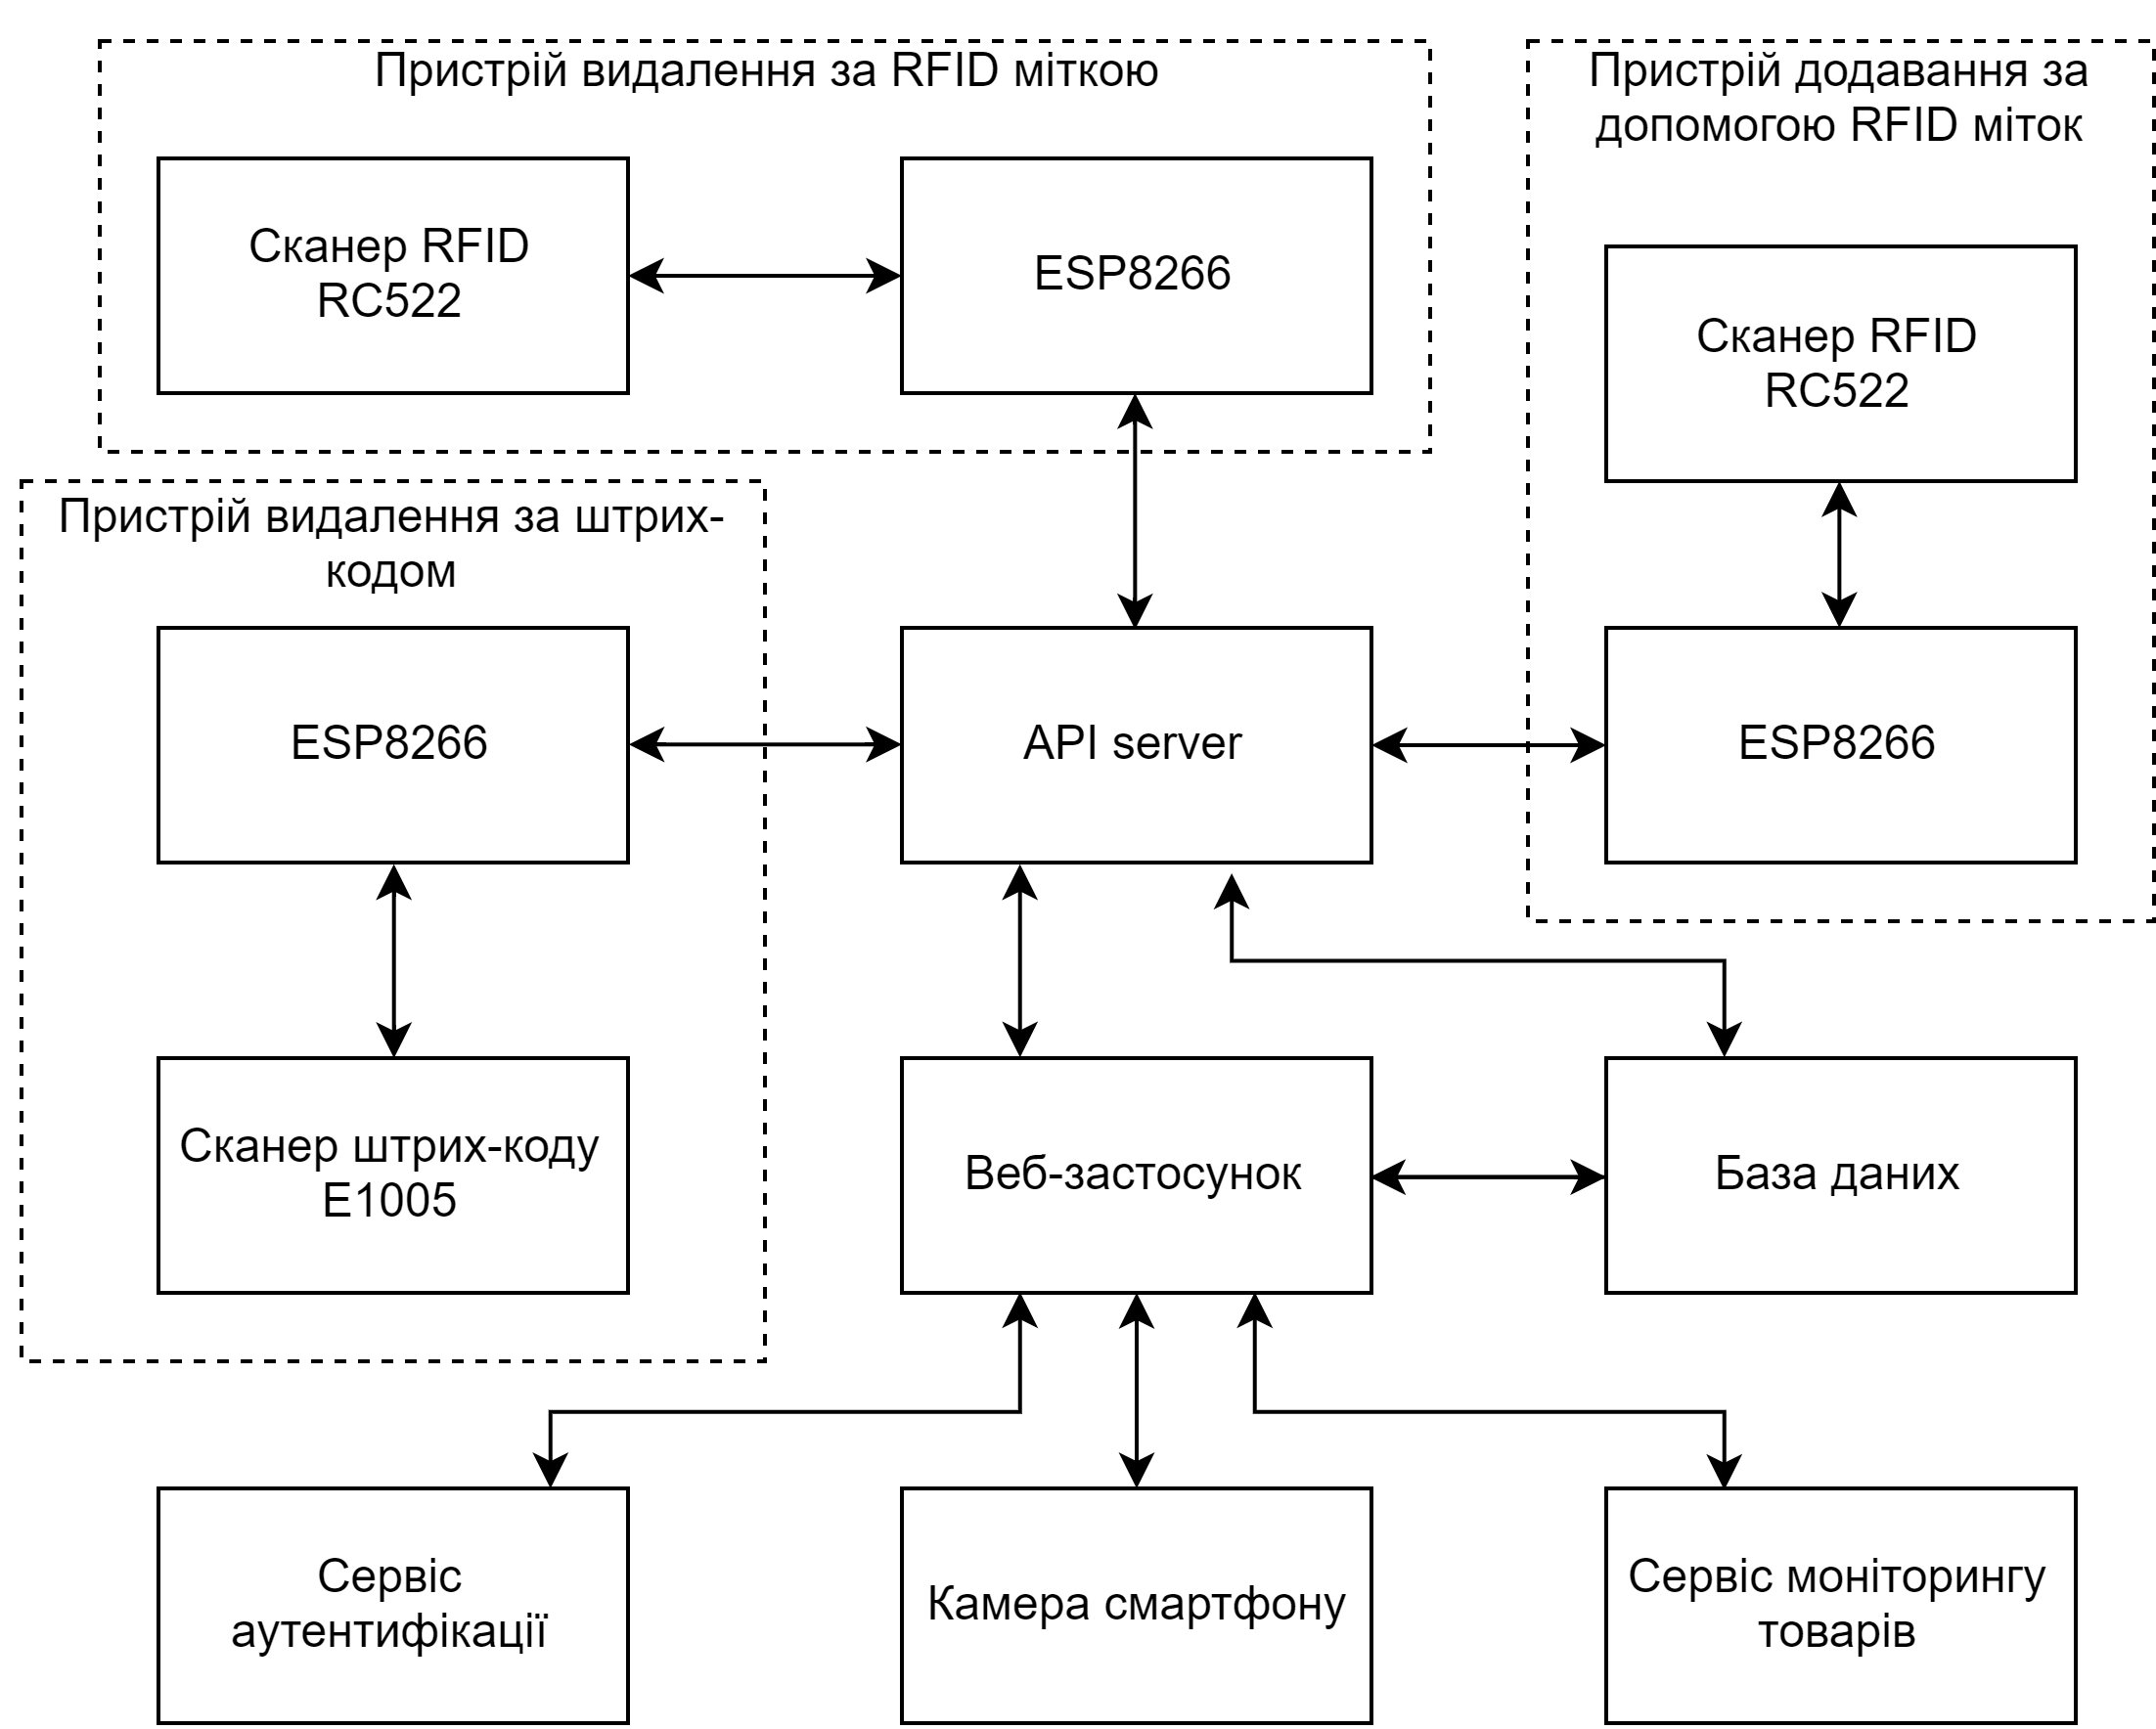 Пристрій видалення за RFID міткою
Пристрій додавання за
допомогою RFID міток
Сканер RFID
RC522
ESP8266
Сканер RFID
RC522
Пристрій видалення за штрих-
кодом
ESP8266
API server
ESP8266
Сканер штрих-коду
E1005
Веб-застосунок
База даних
Сервіс
аутентифікації
Камера смартфону
Сервіс моніторингу
товарів